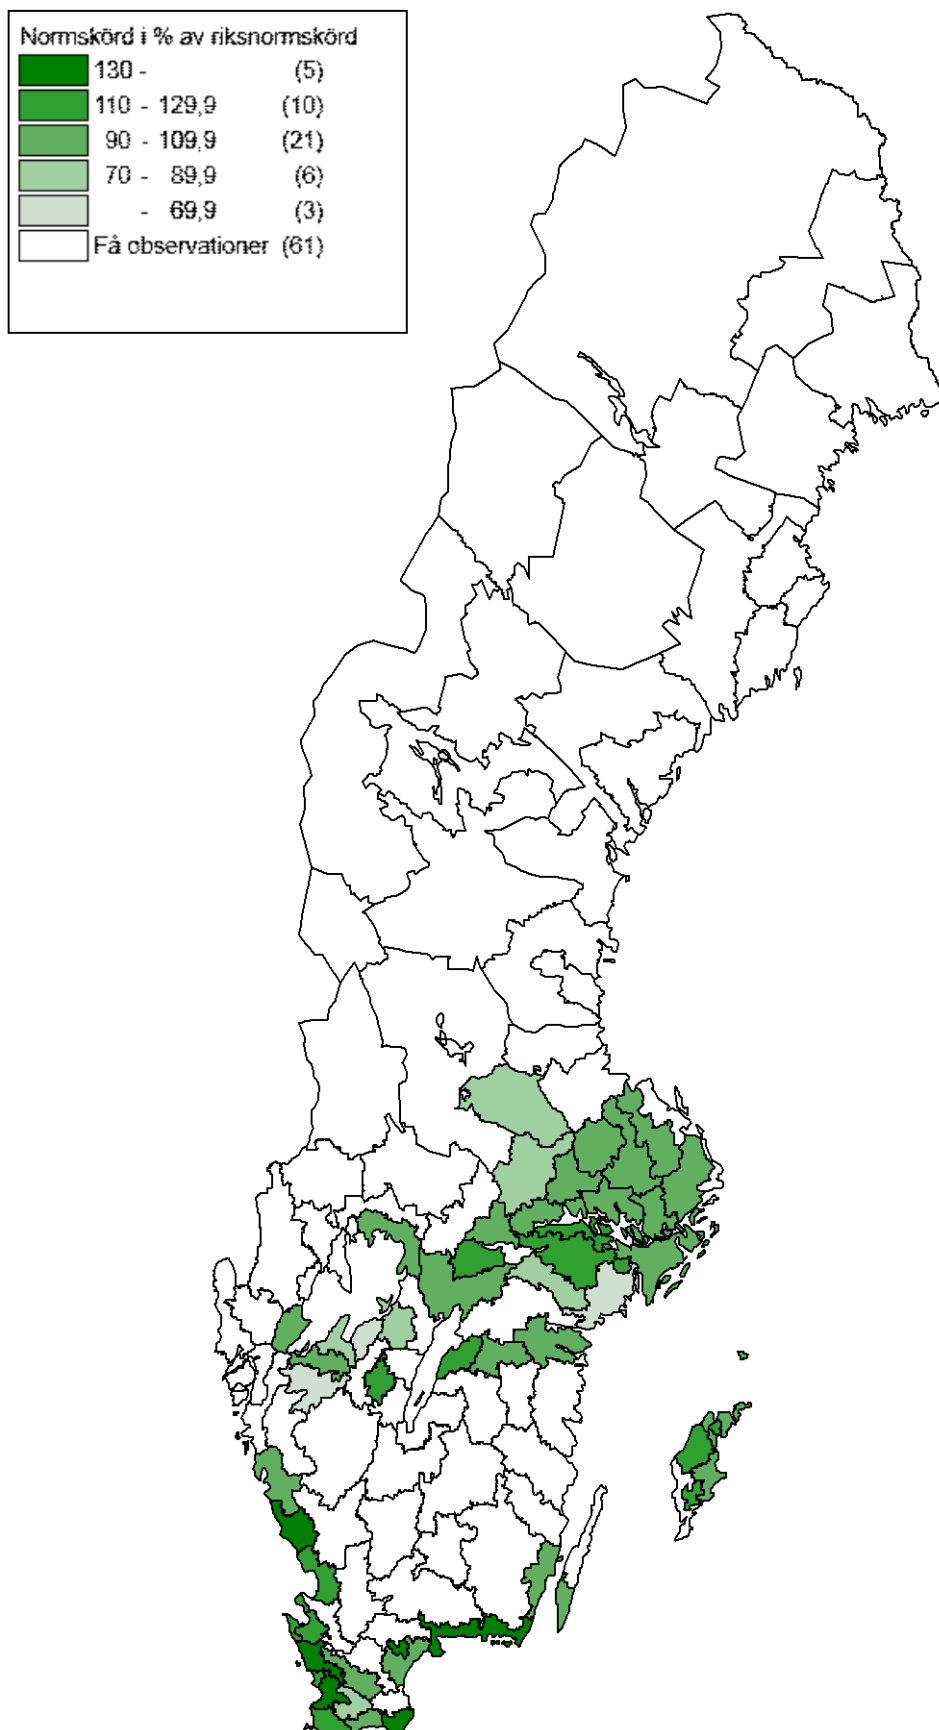 Normskörd i % av riksnormskörd
130 - (5)
110 - 129,9 (10)
90 - 109,9 (21)
70 - 89,9 (6)
- 69,9 (3)
Få observationer (61)